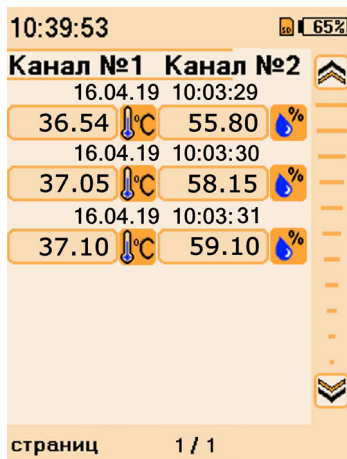 10:39:53 SD 65%
Канал №1 Канал №2
16.04.19 10:03:29
36.54 °C 55.80 %
16.04.19 10:03:30
37.05 °C 58.15 %
16.04.19 10:03:31
37.10 °C 59.10 %
страниц 1/1